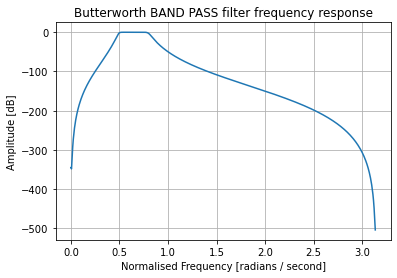 Butterworth BAND PASS filter frequency response
Amplitude [dB]
0
−100
−200
−300
−400
−500
0.0 0.5 1.0 1.5 2.0 2.5 3.0
Normalised Frequency [radians / second]